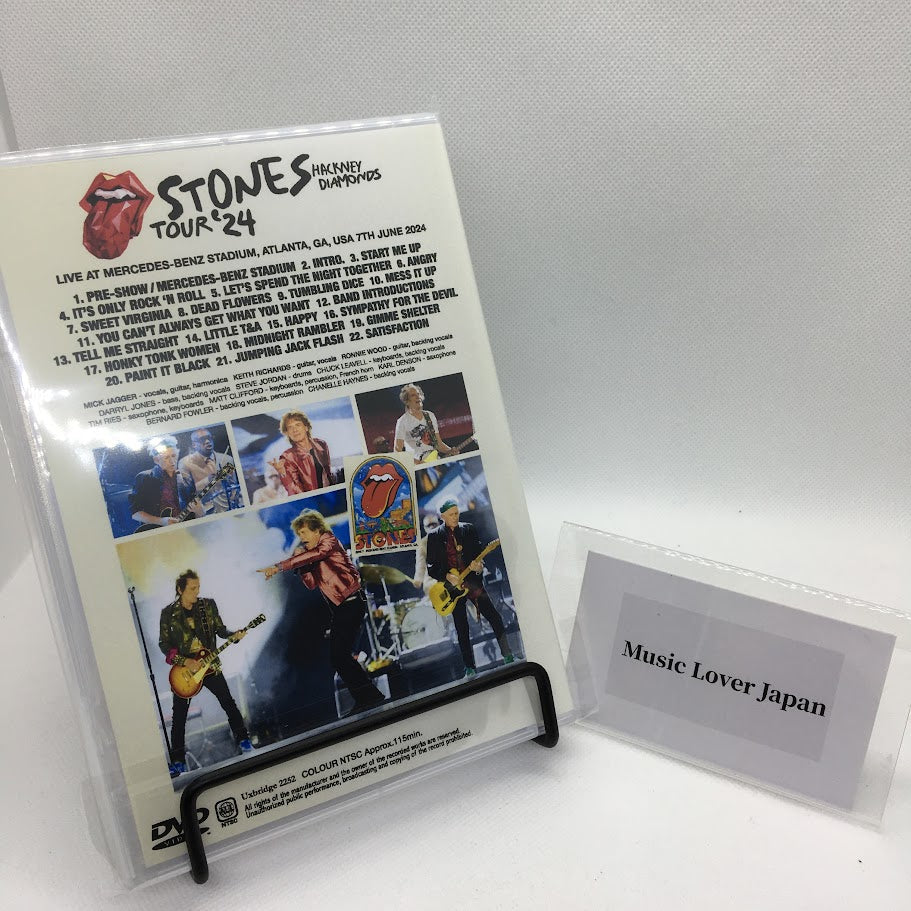 STONES HACKNEY DIAMONDS
TOUR '24
LIVE AT MERCEDES-BENZ STADIUM, ATLANTA, GA, USA 7TH JUNE 2024
1. PRE-SHOW / MERCEDES-BENZ STADIUM 2. INTRO. 3. START ME UP
4. IT'S ONLY ROCK 'N ROLL 5. LET'S SPEND THE NIGHT TOGETHER 6. ANGRY
7. SWEET VIRGINIA 8. DEAD FLOWERS 9. TUMBLING DICE 10. MESS IT UP
11. YOU CAN'T ALWAYS GET WHAT YOU WANT 12. BAND INTRODUCTIONS
13. TELL ME STRAIGHT 14. LITTLE T&A 15. HAPPY 16. SYMPATHY FOR THE DEVIL
17. HONKY TONK WOMEN 18. MIDNIGHT RAMBLER 19. GIMME SHELTER
20. PAINT IT BLACK 21. JUMPING JACK FLASH 22. SATISFACTION
MICK JAGGER - vocals, guitar, harmonica KEITH RICHARDS - guitar, vocals RONNIE WOOD - guitar, backing vocals
DARRYL JONES - bass, backing vocals STEVE JORDAN - drums CHUCK LEAVELL - keyboards, backing vocals
TIM RIES - saxophone, keyboards MATT CLIFFORD - keyboards, percussion, French horn KARL DENSON - saxophone
BERNARD FOWLER - backing vocals, percussion CHANELLE HAYNES - backing vocals
STONES
Uxbridge 2252 COLOUR NTSC Approx.115min.
All rights of the manufacturer and the owner of the recorded works are reserved.
Unauthorized public performance, broadcasting and copying of the record prohibited.
DVD
VIDEO
NTSC
Music Lover Japan